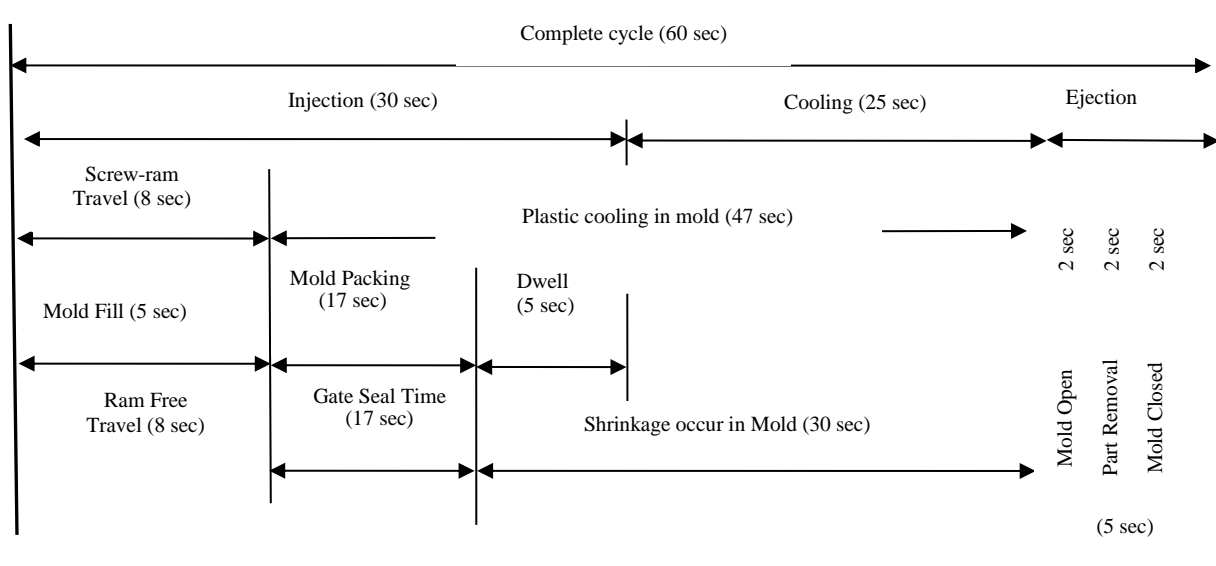 Complete cycle (60 sec)
Injection (30 sec)
Cooling (25 sec)
Ejection
Screw-ram
Travel (8 sec)
Plastic cooling in mold (47 sec)
2 sec
2 sec
2 sec
Mold Packing
(17 sec)
Dwell
(5 sec)
Mold Fill (5 sec)
Ram Free
Travel (8 sec)
Gate Seal Time
(17 sec)
Shrinkage occur in Mold (30 sec)
Mold Open
Part Removal
Mold Closed
(5 sec)